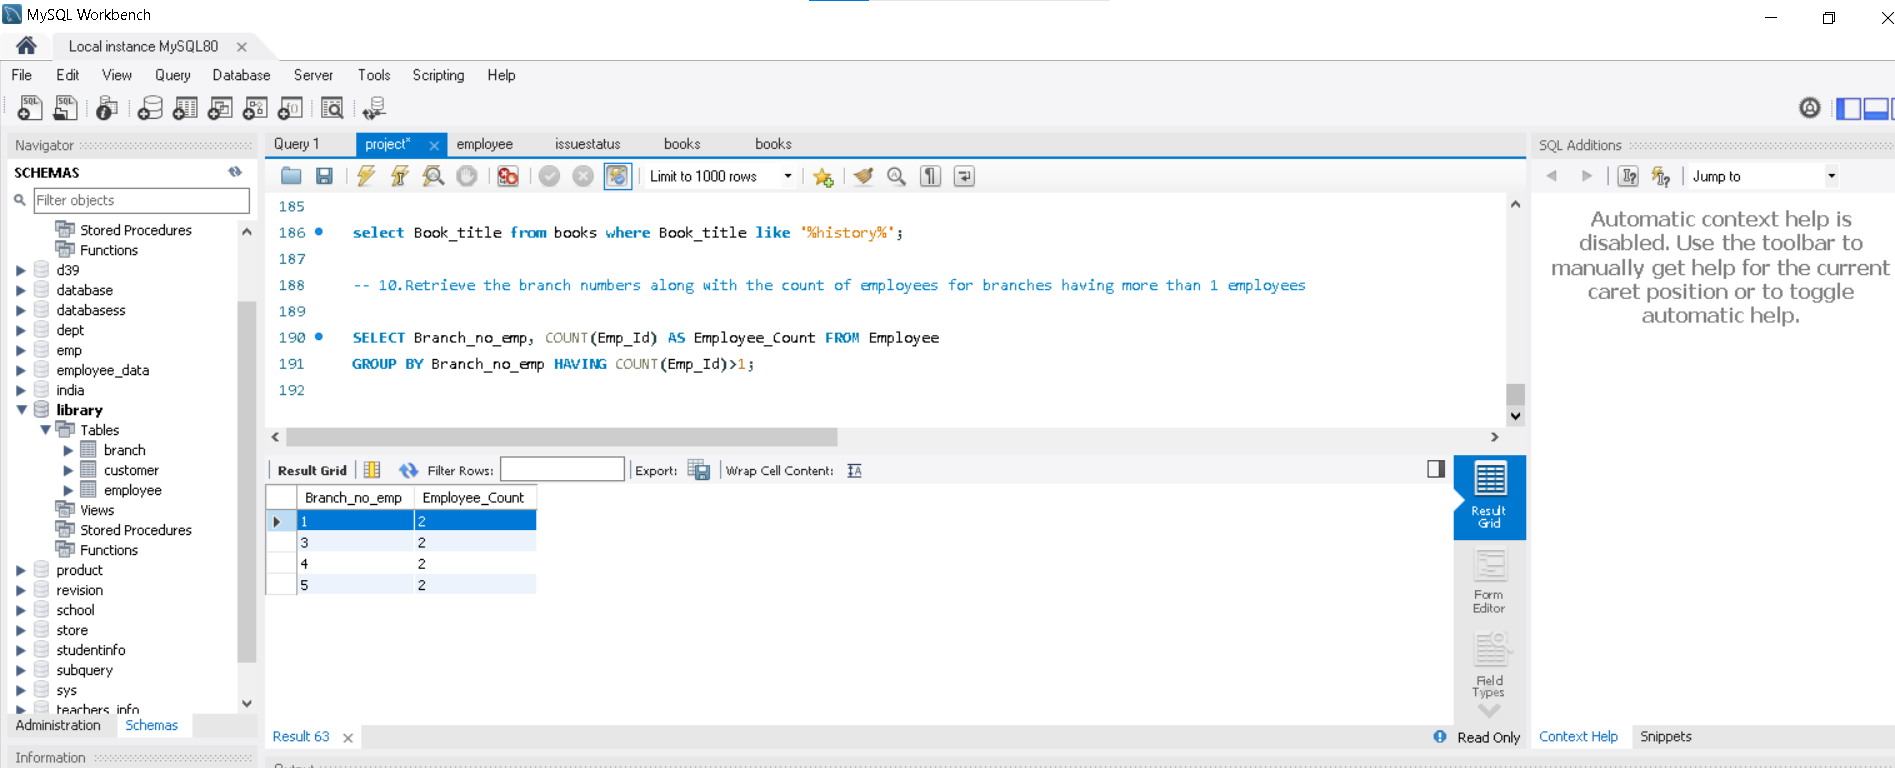 MySQL Workbench
Local instance MySQL80
File Edit View Query Database Server Tools Scripting Help
Navigator
SCHEMAS
Filter objects
Stored Procedures
Functions
d39
database
databasess
dept
emp
employee_data
india
library
Tables
branch
customer
employee
Views
Stored Procedures
Functions
product
revision
school
store
studentinfo
subquery
sys
teachers_info
Administration Schemas
Information
Query 1 project* employee issuestatus books books
Limit to 1000 rows
185
186 select Book_title from books where Book_title like '%history%';
187
188 -- 10.Retrieve the branch numbers along with the count of employees for branches having more than 1 employees
189
190 SELECT Branch_no_emp, COUNT(Emp_Id) AS Employee_Count FROM Employee
191 GROUP BY Branch_no_emp HAVING COUNT(Emp_Id)>1;
192
Result Grid Filter Rows: Export: Wrap Cell Content:
Branch_no_emp Employee_Count
1 2
3 2
4 2
5 2
Result
Grid
Form
Editor
Field
Types
Result 63
Read Only
Output
SQL Additions
Jump to
Automatic context help is
disabled. Use the toolbar to
manually get help for the current
caret position or to toggle
automatic help.
Context Help Snippets